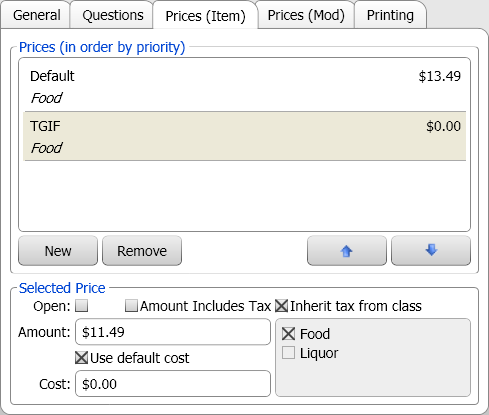 General Questions Prices (Item) Prices (Mod) Printing
Prices (in order by priority)
Default $13.49
Food
TGIF $0.00
Food
New Remove
Selected Price
Open: Amount Includes Tax Inherit tax from class
Amount: $11.49 Food
Use default cost Liquor
Cost: $0.00